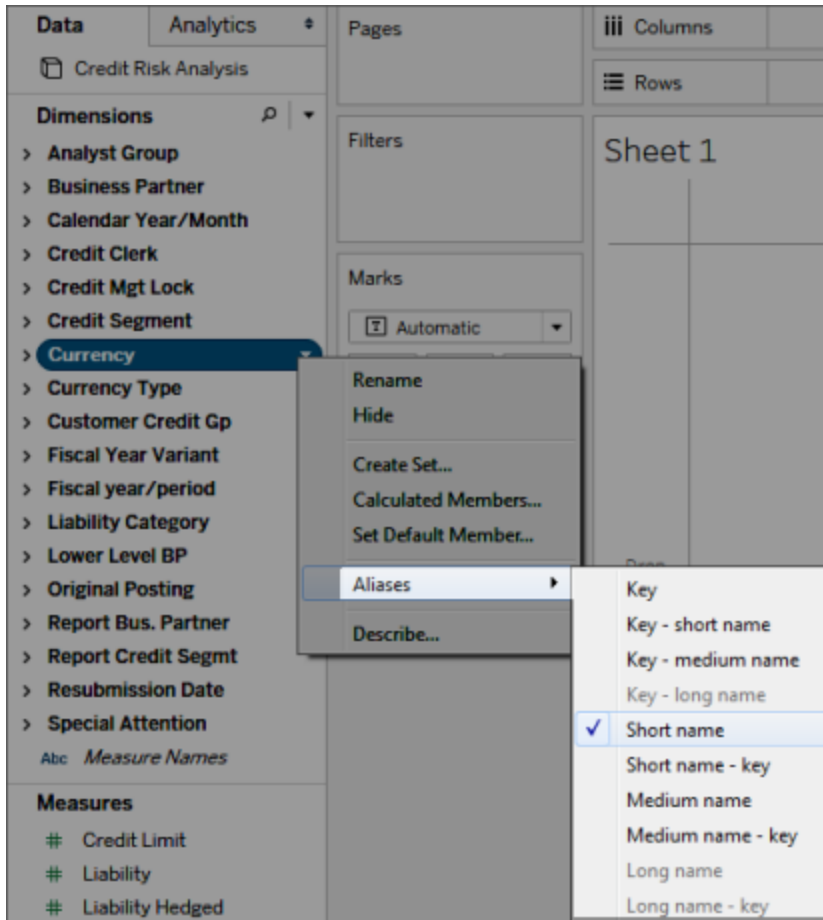 Data
Analytics
Credit Risk Analysis
Dimensions
Analyst Group
Business Partner
Calendar Year/Month
Credit Clerk
Credit Mgt Lock
Credit Segment
Currency
Currency Type
Customer Credit Gp
Fiscal Year Variant
Fiscal year/period
Liability Category
Lower Level BP
Original Posting
Report Bus. Partner
Report Credit Segmt
Resubmission Date
Special Attention
Abc Measure Names
Measures
# Credit Limit
# Liability
# Liability Hedged
Pages
Filters
Marks
T Automatic
Columns
Rows
Sheet 1
Rename
Hide
Create Set...
Calculated Members...
Set Default Member...
Aliases
Describe...
Key
Key - short name
Key - medium name
Key - long name
Short name
Short name - key
Medium name
Medium name - key
Long name
Long name - key